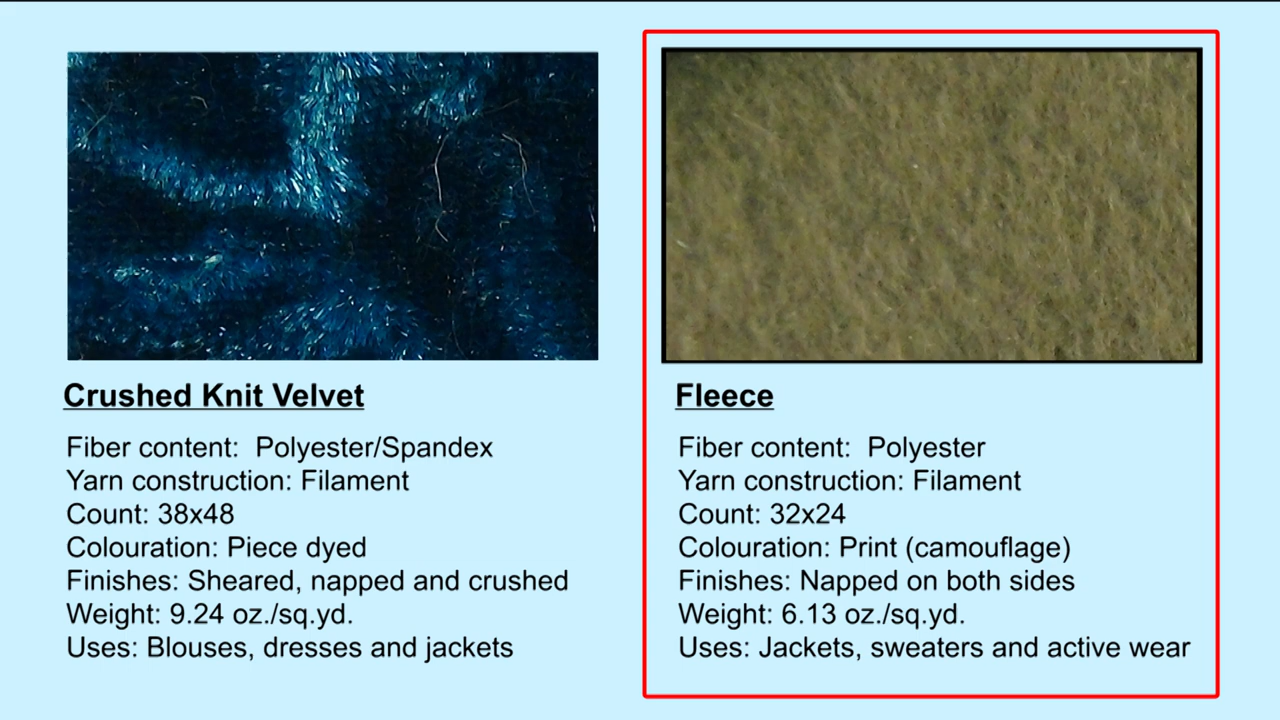 Crushed Knit Velvet
Fiber content:  Polyester/Spandex
Yarn construction: Filament
Count: 38x48
Colouration: Piece dyed
Finishes: Sheared, napped and crushed
Weight: 9.24 oz./sq.yd.
Uses: Blouses, dresses and jackets
Fleece
Fiber content:  Polyester
Yarn construction: Filament
Count: 32x24
Colouration: Print (camouflage)
Finishes: Napped on both sides
Weight: 6.13 oz./sq.yd.
Uses: Jackets, sweaters and active wear